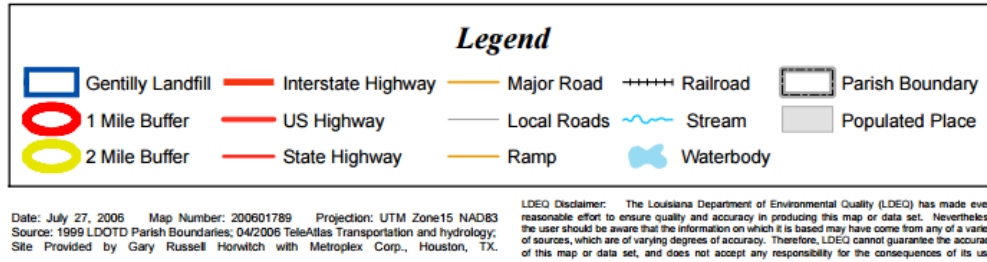 Legend
Gentilly Landfill Interstate Highway Major Road Railroad Parish Boundary
1 Mile Buffer US Highway Local Roads Stream Populated Place
2 Mile Buffer State Highway Ramp Waterbody
Date: July 27, 2006 Map Number: 200601789 Projection: UTM Zone15 NAD83
Source: 1999 LDOTD Parish Boundaries; 04/2006 TeleAtlas Transportation and hydrology;
Site Provided by Gary Russell Horwitch with Metroplex Corp., Houston, TX.
LDEQ Disclaimer: The Louisiana Department of Environmental Quality (LDEQ) has made eve
reasonable effort to ensure quality and accuracy in producing this map or data set. Nevertheles
the user should be aware that the information on which it is based may have come from any of a varie
of sources, which are of varying degrees of accuracy. Therefore, LDEQ cannot guarantee the accura
of this map or data set, and does not accept any responsibility for the consequences of its us